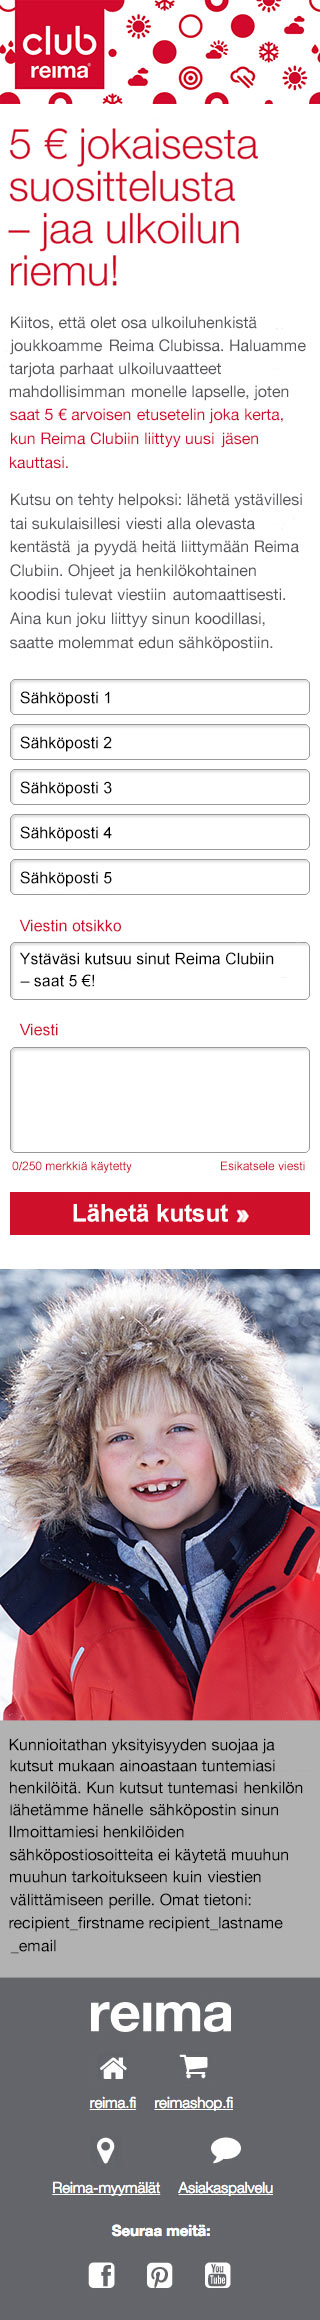 club
reima®
5 € jokaisesta
suosittelusta
– jaa ulkoilun
riemu!
Kiitos, että olet osa ulkoiluhenkistä
joukkoamme Reima Clubissa. Haluamme
tarjota parhaat ulkoiluvaatteet
mahdollisimman monelle lapselle, joten
saat 5 € arvoisen etusetelin joka kerta,
kun Reima Clubiin liittyy uusi jäsen
kauttasi.
Kutsu on tehty helpoksi: lähetä ystävillesi
tai sukulaisillesi viesti alla olevasta
kentästä ja pyydä heitä liittymään Reima
Clubiin. Ohjeet ja henkilökohtainen
koodisi tulevat viestiin automaattisesti.
Aina kun joku liittyy sinun koodillasi,
saatte molemmat edun sähköpostiin.
Sähköposti 1
Sähköposti 2
Sähköposti 3
Sähköposti 4
Sähköposti 5
Viestin otsikko
Ystäväsi kutsuu sinut Reima Clubiin
– saat 5 €!
Viesti
0/250 merkkiä käytetty Esikatsele viesti
Lähetä kutsut »
Kunnioitathan yksityisyyden suojaa ja
kutsut mukaan ainoastaan tuntemiasi
henkilöitä. Kun kutsut tuntemasi henkilön
lähetämme hänelle sähköpostin sinun
Ilmoittamiesi henkilöiden
sähköpostiosoitteita ei käytetä muuhun
muuhun tarkoitukseen kuin viestien
välittämiseen perille. Omat tietoni:
recipient_firstname recipient_lastname
_email
reima
reima.fi reimashop.fi
Reima-myymälät Asiakaspalvelu
Seuraa meitä:
You
Tube